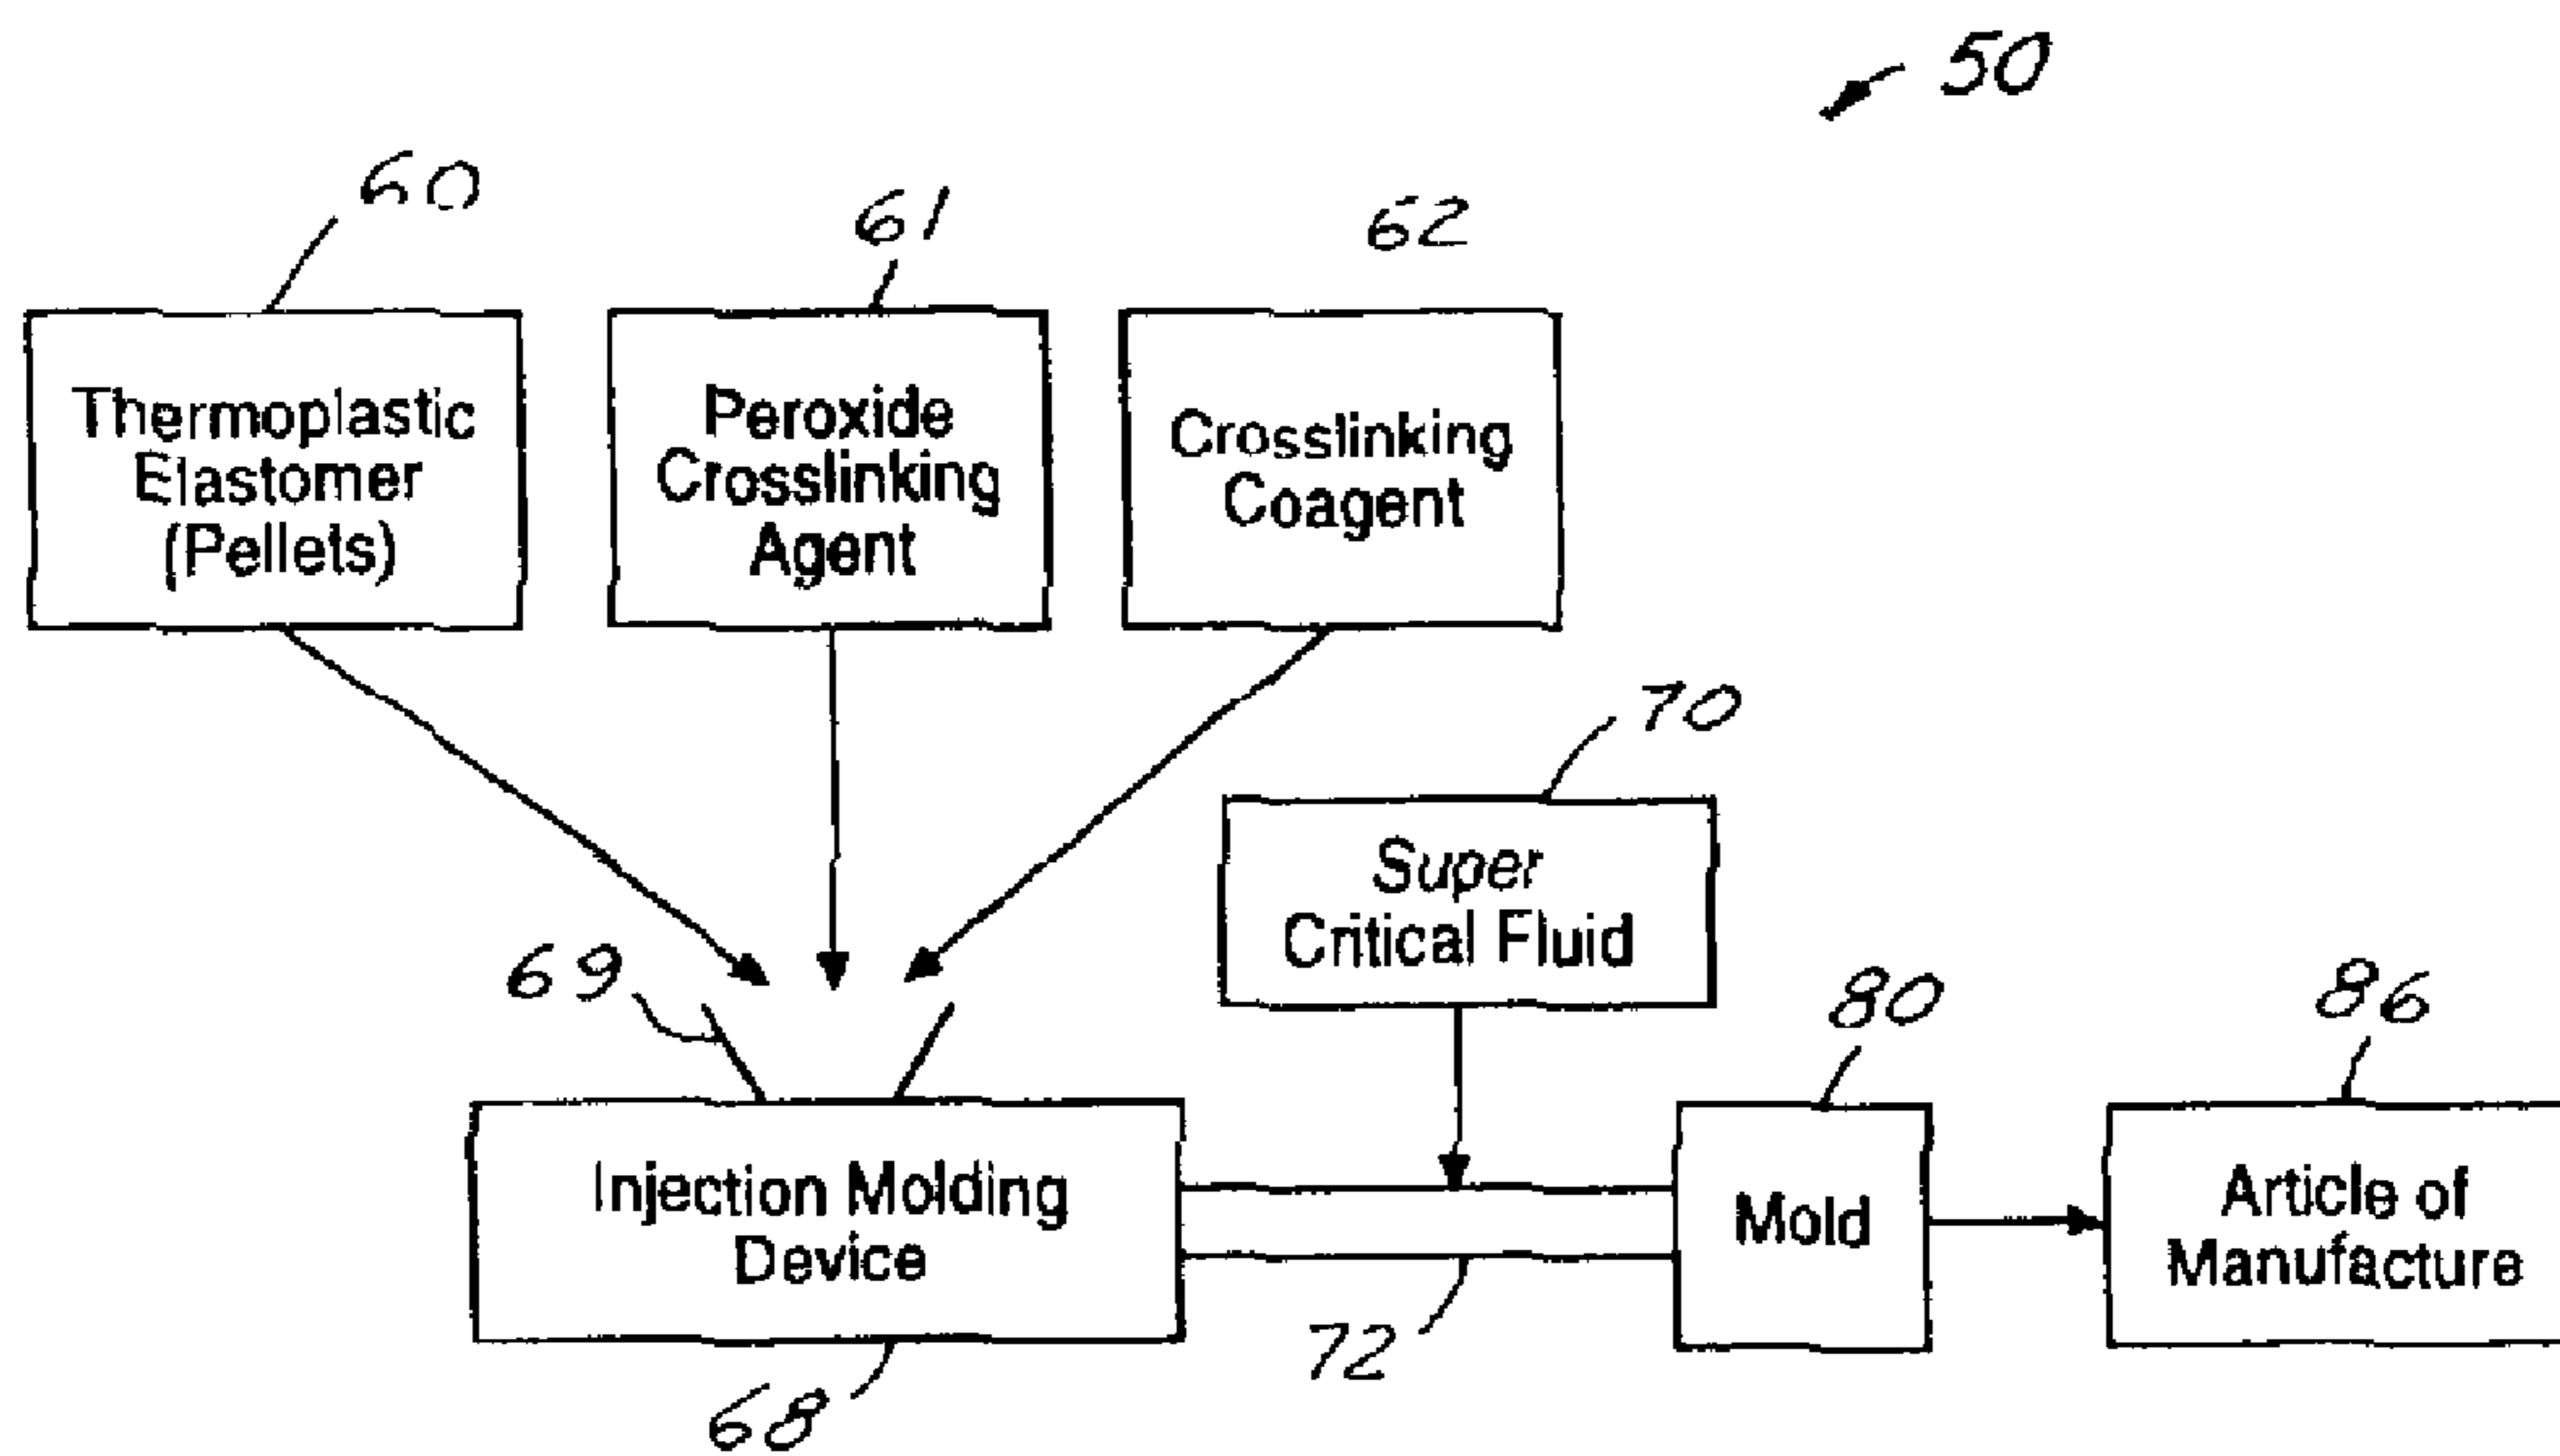 50
60
61
62
Thermoplastic
Elastomer
(Pellets)
Peroxide
Crosslinking
Agent
Crosslinking
Coagent
70
Super
Critical Fluid
69
80
86
Injection Molding
Device
Mold
Article of
Manufacture
72
68